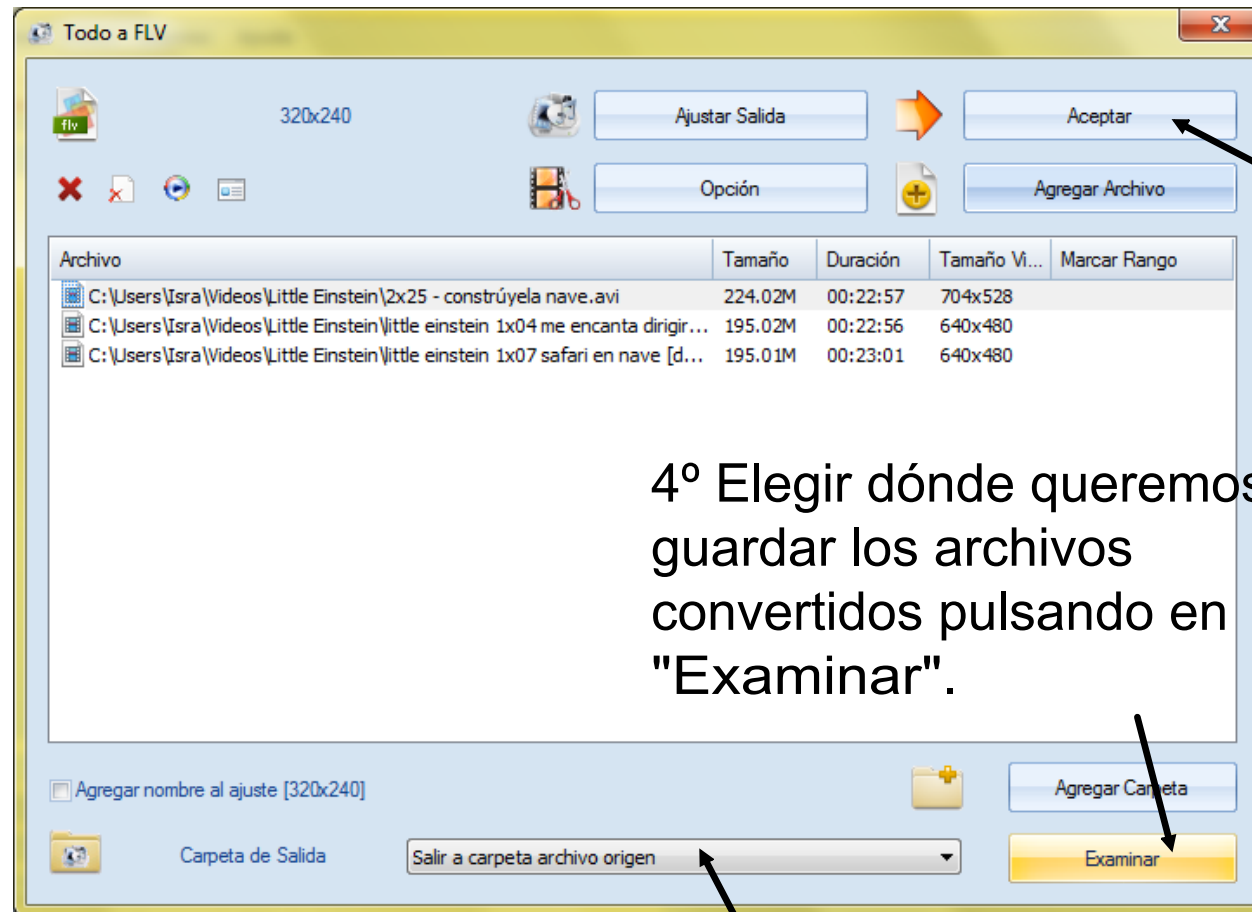 Todo a FLV
flv
320x240
Ajustar Salida
Aceptar
Opción
Agregar Archivo
Archivo Tamaño Duración Tamaño Vi... Marcar Rango
C:\Users\Isra\Videos\Little Einstein\2x25 - constrúyela nave.avi 224.02M 00:22:57 704x528
C:\Users\Isra\Videos\Little Einstein\little einstein 1x04 me encanta dirigir... 195.02M 00:22:56 640x480
C:\Users\Isra\Videos\Little Einstein\little einstein 1x07 safari en nave [d... 195.01M 00:23:01 640x480
4º Elegir dónde queremos
guardar los archivos
convertidos pulsando en
"Examinar".
Agregar nombre al ajuste [320x240]
Agregar Carpeta
Carpeta de Salida
Salir a carpeta archivo origen
Examinar